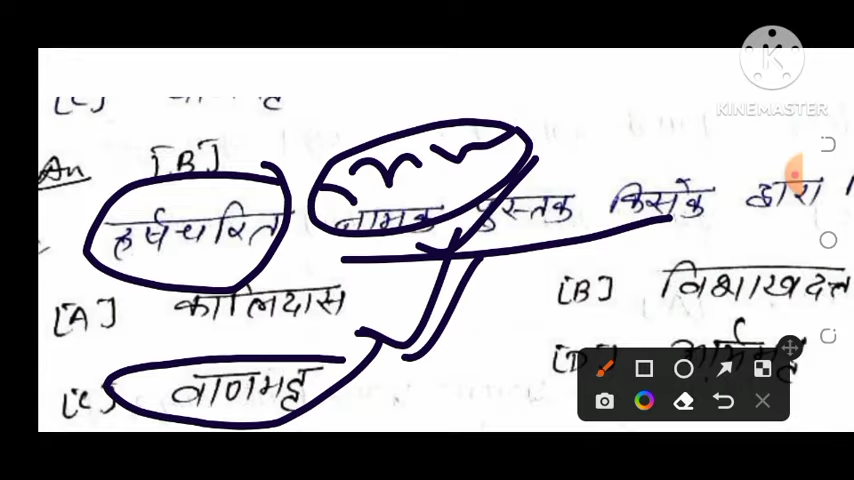 KINEMASTER
[C]
An [B]
हर्षचरित नामक पुस्तक किसके द्वारा
[A] कालिदास [B] विशाखदत्त
[C] वाणभट्ट [D]